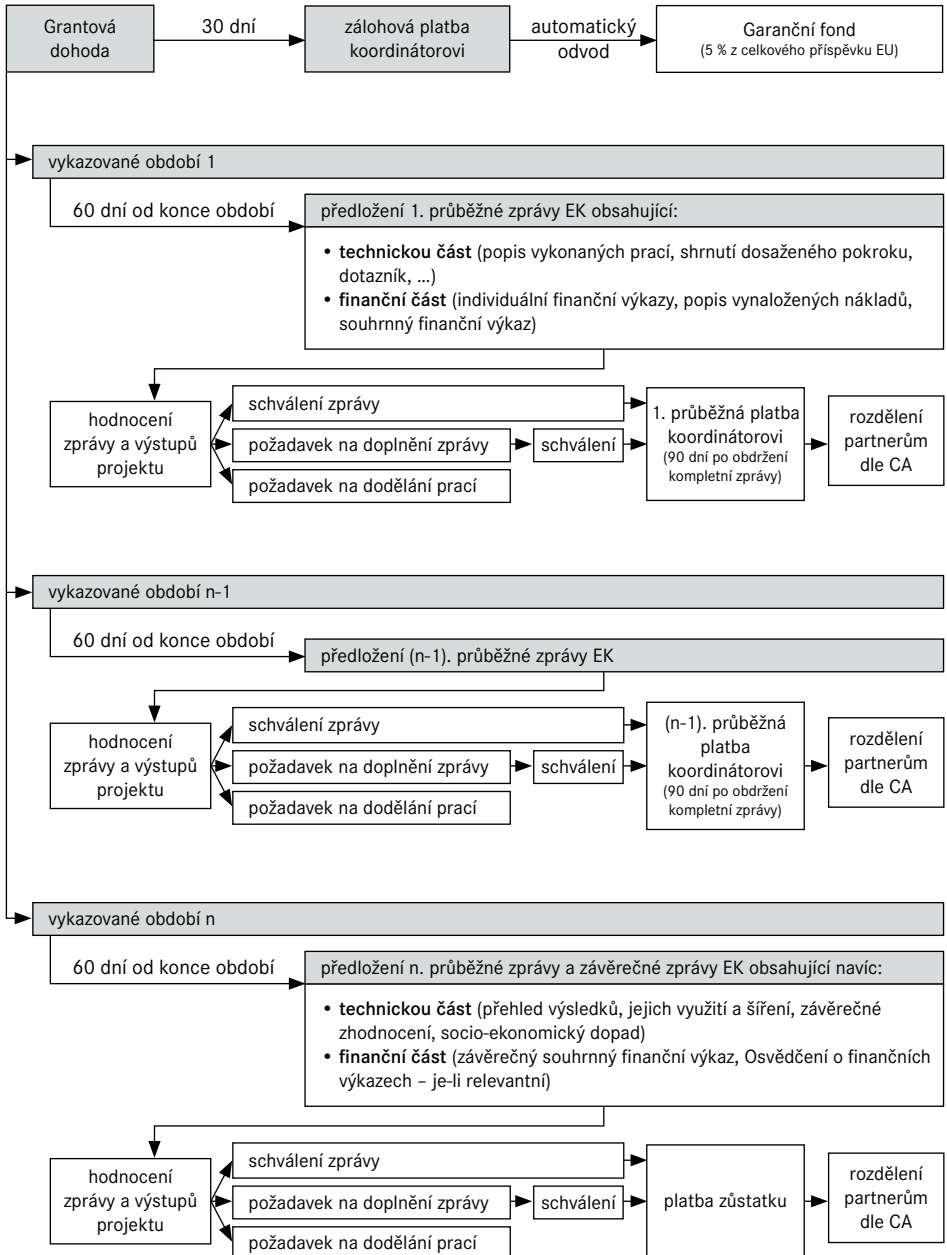 Grantová
dohoda
30 dní
zálohová platba
koordinátorovi
automatický
odvod
Garanční fond
(5 % z celkového příspěvku EU)
vykazované období 1
60 dní od konce období
předložení 1. průběžné zprávy EK obsahující:
• technickou část (popis vykonaných prací, shrnutí dosaženého pokroku,
dotazník, ...)
• finanční část (individuální finanční výkazy, popis vynaložených nákladů,
souhrnný finanční výkaz)
hodnocení
zprávy a výstupů
projektu
schválení zprávy
požadavek na doplnění zprávy
schválení
požadavek na dodělání prací
1. průběžná platba
koordinátorovi
(90 dní po obdržení
kompletní zprávy)
rozdělení
partnerům
dle CA
vykazované období n-1
60 dní od konce období
předložení (n-1). průběžné zprávy EK
hodnocení
zprávy a výstupů
projektu
schválení zprávy
požadavek na doplnění zprávy
schválení
požadavek na dodělání prací
(n-1). průběžná
platba
koordinátorovi
(90 dní po obdržení
kompletní zprávy)
rozdělení
partnerům
dle CA
vykazované období n
60 dní od konce období
předložení n. průběžné zprávy a závěrečné zprávy EK obsahující navíc:
• technickou část (přehled výsledků, jejich využití a šíření, závěrečné
zhodnocení, socio-ekonomický dopad)
• finanční část (závěrečný souhrnný finanční výkaz, Osvědčení o finančních
výkazech – je-li relevantní)
hodnocení
zprávy a výstupů
projektu
schválení zprávy
požadavek na doplnění zprávy
schválení
požadavek na dodělání prací
platba zůstatku
rozdělení
partnerům
dle CA